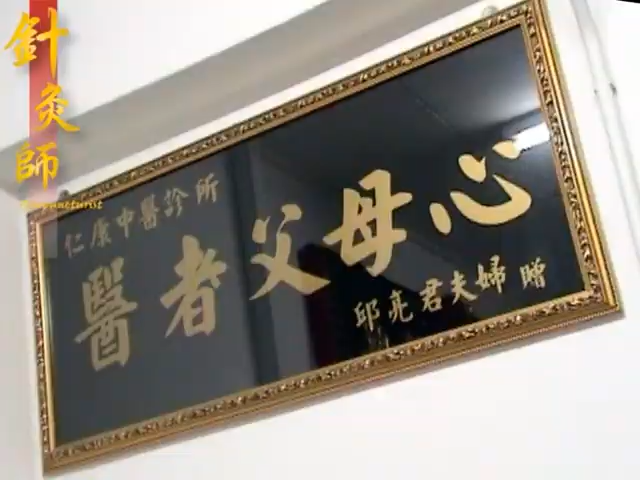 針灸師
Acupuncturist
仁康中醫診所
醫者父母心
邱亮君夫婦 贈